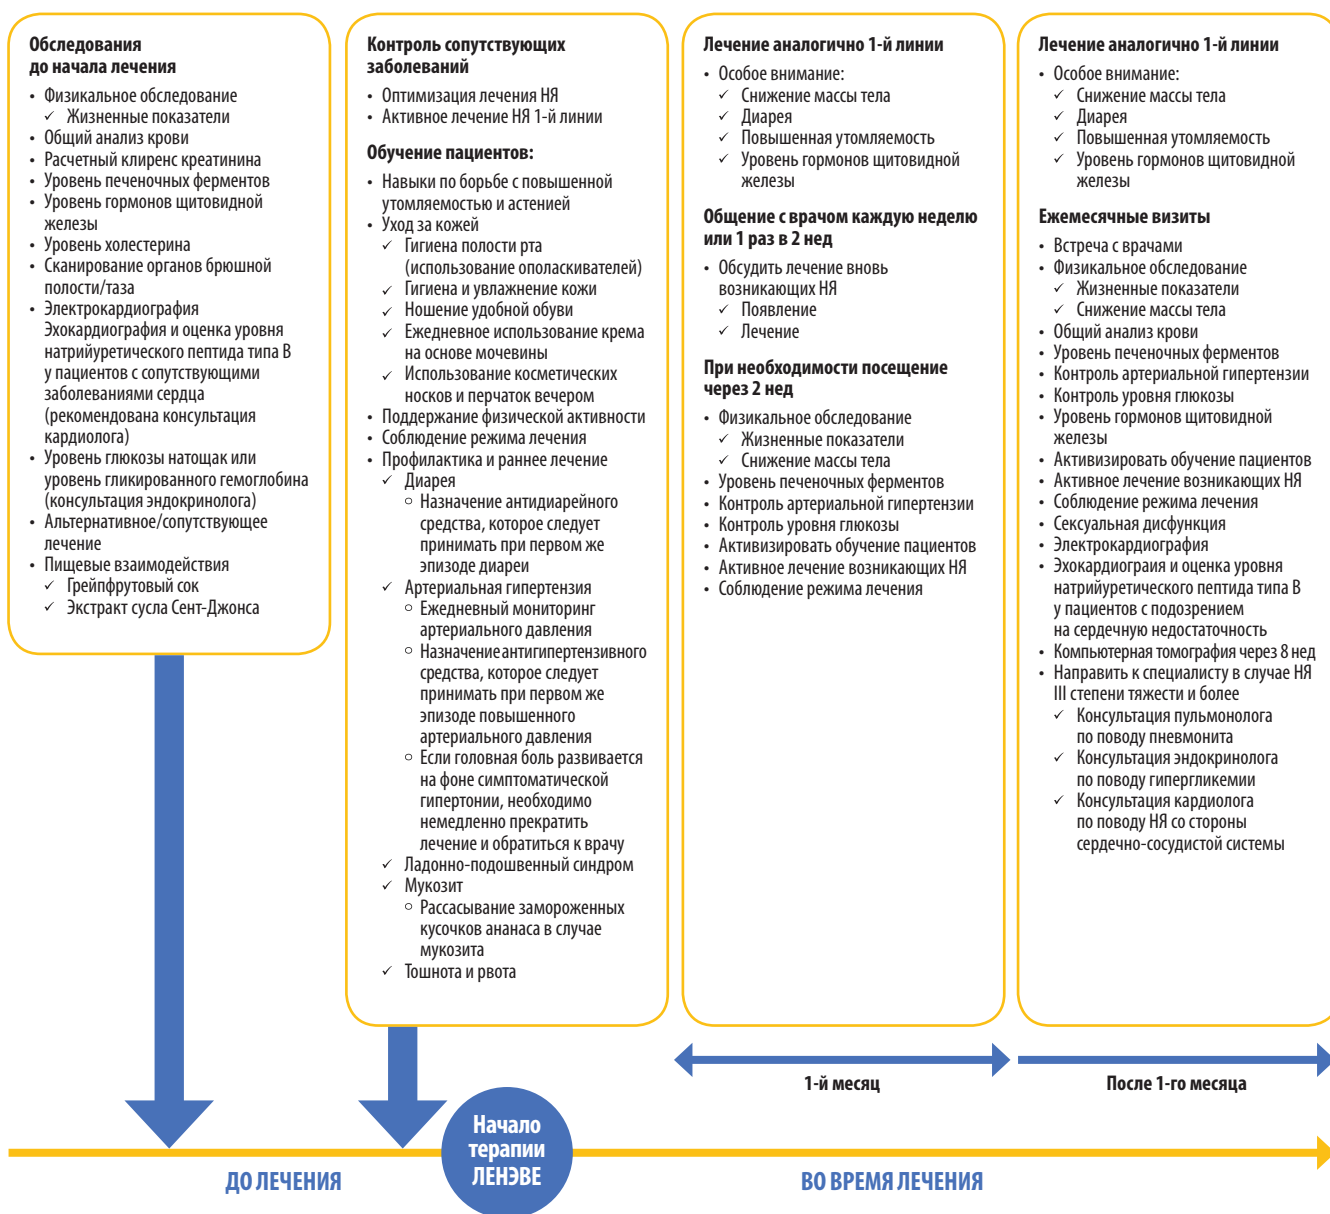 Обследования
до начала лечения
• Физикальное обследование
✓ Жизненные показатели
• Общий анализ крови
• Расчетный клиренс креатинина
• Уровень печеночных ферментов
• Уровень гормонов щитовидной
железы
• Уровень холестерина
• Сканирование органов брюшной
полости/таза
• Электрокардиография
Эхокардиография и оценка уровня
натрийуретического пептида типа B
у пациентов с сопутствующими
заболеваниями сердца
(рекомендована консультация
кардиолога)
• Уровень глюкозы натощак или
уровень гликированного гемоглобина
(консультация эндокринолога)
• Альтернативное/сопутствующее
лечение
• Пищевые взаимодействия
✓ Грейпфрутовый сок
✓ Экстракт сусла Сент-Джонса
Контроль сопутствующих
заболеваний
• Оптимизация лечения НЯ
• Активное лечение НЯ 1-й линии
Обучение пациентов:
• Навыки по борьбе с повышенной
утомляемостью и астенией
• Уход за кожей
✓ Гигиена полости рта
(использование ополаскивателей)
✓ Гигиена и увлажнение кожи
✓ Ношение удобной обуви
✓ Ежедневное использование крема
на основе мочевины
✓ Использование косметических
носков и перчаток вечером
• Поддержание физической активности
• Соблюдение режима лечения
• Профилактика и раннее лечение
✓ Диарея
○ Назначение антидиарейного
средства, которое следует
принимать при первом же
эпизоде диареи
✓ Артериальная гипертензия
○ Ежедневный мониторинг
артериального давления
○ Назначение антигипертензивного
средства, которое следует
принимать при первом же
эпизоде повышенного
артериального давления
○ Если головная боль развивается
на фоне симптоматической
гипертонии, необходимо
немедленно прекратить
лечение и обратиться к врачу
✓ Ладонно-подошвенный синдром
✓ Мукозит
○ Рассасывание замороженных
кусочков ананаса в случае
мукозита
✓ Тошнота и рвота
Лечение аналогично 1-й линии
• Особое внимание:
✓ Снижение массы тела
✓ Диарея
✓ Повышенная утомляемость
✓ Уровень гормонов щитовидной
железы
Общение с врачом каждую неделю
или 1 раз в 2 нед
• Обсудить лечение вновь
возникающих НЯ
✓ Появление
✓ Лечение
При необходимости посещение
через 2 нед
• Физикальное обследование
✓ Жизненные показатели
✓ Снижение массы тела
• Уровень печеночных ферментов
• Контроль артериальной гипертензии
• Контроль уровня глюкозы
• Активизировать обучение пациентов
• Активное лечение возникающих НЯ
• Соблюдение режима лечения
Лечение аналогично 1-й линии
• Особое внимание:
✓ Снижение массы тела
✓ Диарея
✓ Повышенная утомляемость
✓ Уровень гормонов щитовидной
железы
Ежемесячные визиты
• Встреча с врачами
• Физикальное обследование
✓ Жизненные показатели
✓ Снижение массы тела
• Общий анализ крови
• Уровень печеночных ферментов
• Контроль артериальной гипертензии
• Контроль уровня глюкозы
• Уровень гормонов щитовидной
железы
• Активизировать обучение пациентов
• Активное лечение возникающих НЯ
• Соблюдение режима лечения
• Сексуальная дисфункция
• Электрокардиография
• Эхокардиограия и оценка уровня
натрийуретического пептида типа B
у пациентов с подозрением
на сердечную недостаточность
• Компьютерная томография через 8 нед
• Направить к специалисту в случае НЯ
III степени тяжести и более
✓ Консультация пульмонолога
по поводу пневмонита
✓ Консультация эндокринолога
по поводу гипергликемии
✓ Консультация кардиолога
по поводу НЯ со стороны
сердечно-сосудистой системы
1-й месяц
После 1-го месяца
Начало
терапии
ЛЕНЭВЕ
ДО ЛЕЧЕНИЯ
ВО ВРЕМЯ ЛЕЧЕНИЯ